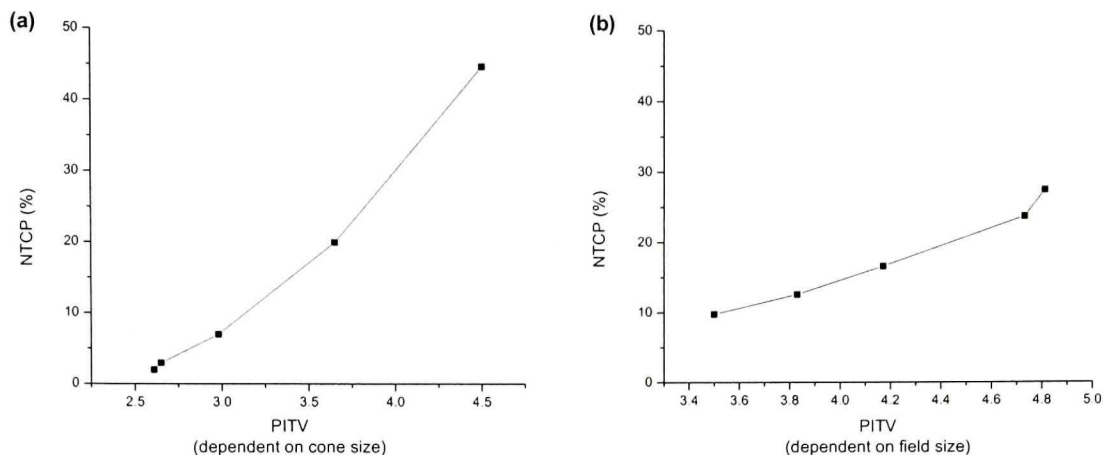 (a)
50
40
30
20
10
0
NTCP (%)
2.5 3.0 3.5 4.0 4.5
PITV
(dependent on cone size)
(b)
50
40
30
20
10
0
NTCP (%)
3.4 3.6 3.8 4.0 4.2 4.4 4.6 4.8 5.0
PITV
(dependent on field size)